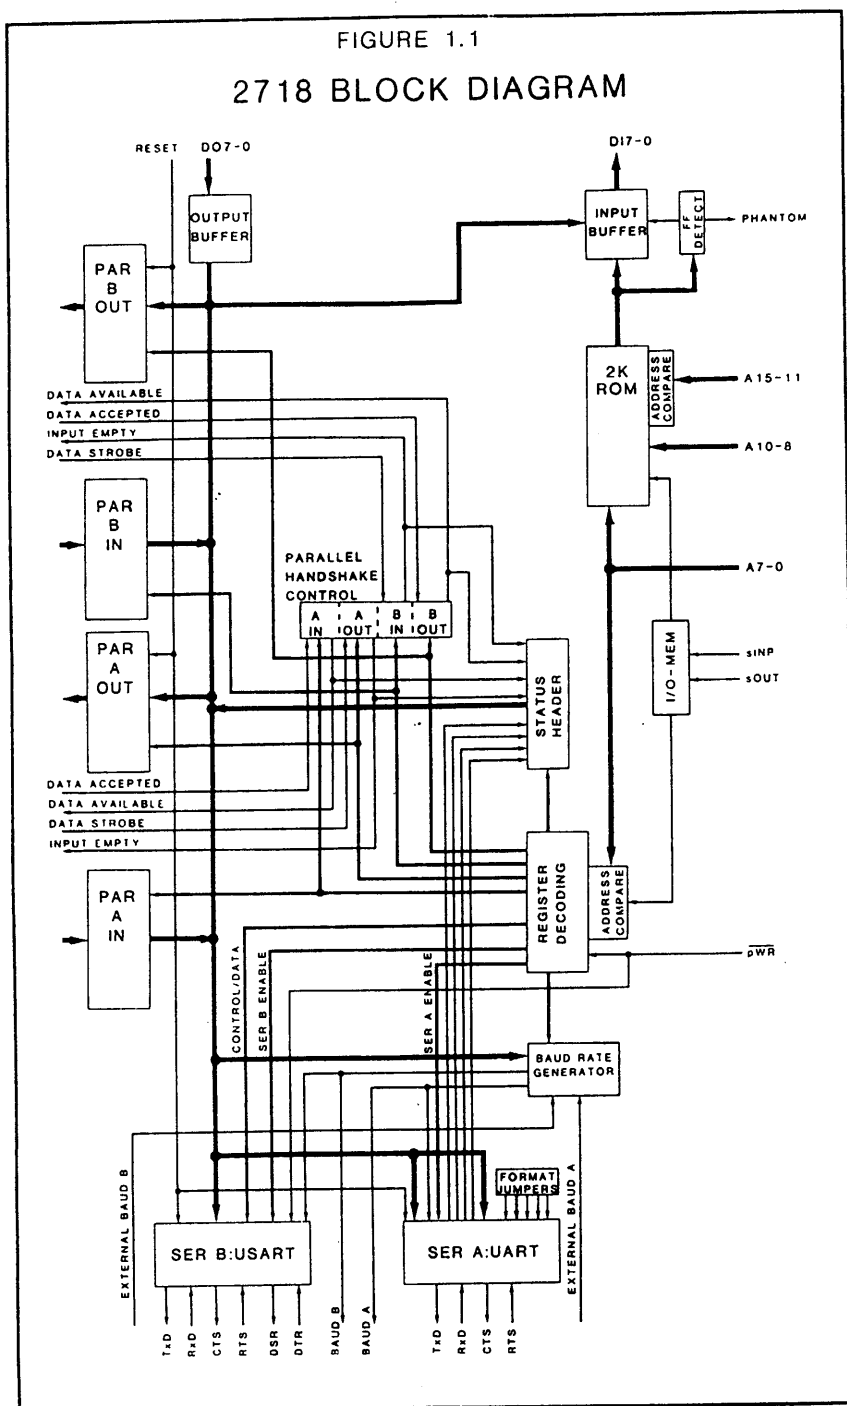 FIGURE 1.1
2718 BLOCK DIAGRAM
RESET
DO7-0
DI7-0
OUTPUT
BUFFER
INPUT
BUFFER
FF
DETECT
PHANTOM
PAR
B
OUT
2K
ROM
ADDRESS
COMPARE
A15-11
DATA AVAILABLE
DATA ACCEPTED
INPUT EMPTY
DATA STROBE
A10-8
PAR
B
IN
PARALLEL
HANDSHAKE
CONTROL
A
IN
A
OUT
B
IN
B
OUT
A7-0
PAR
A
OUT
STATUS
HEADER
I/O-MEM
sINP
sOUT
DATA ACCEPTED
DATA AVAILABLE
DATA STROBE
INPUT EMPTY
PAR
A
IN
REGISTER
DECODING
ADDRESS
COMPARE
pWR
CONTROL/DATA
SER B ENABLE
SER A ENABLE
BAUD RATE
GENERATOR
EXTERNAL BAUD B
FORMAT
JUMPERS
EXTERNAL BAUD A
SER B:USART
SER A:UART
TxD
RxD
CTS
RTS
DSR
DTR
BAUD B
BAUD A
TxD
RxD
CTS
RTS